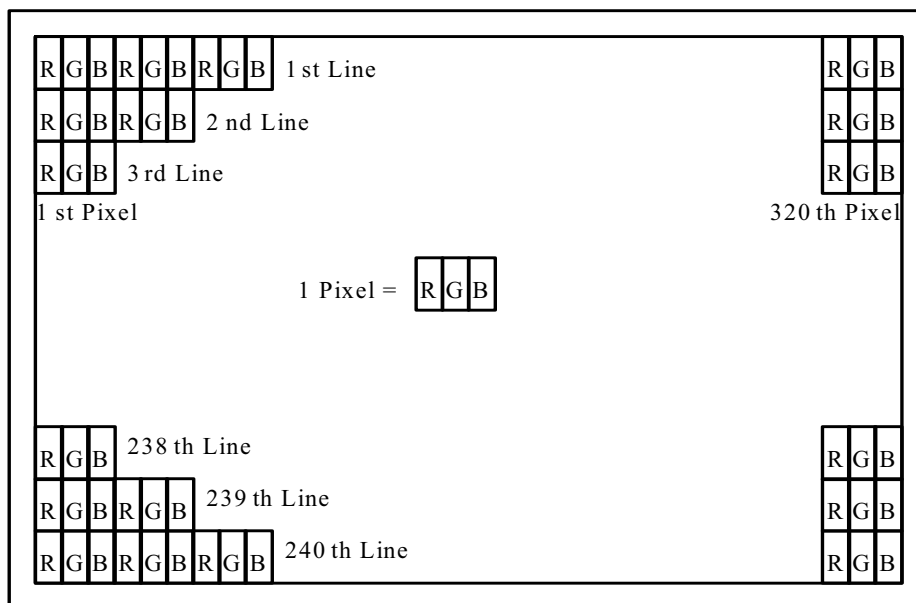 R G B R G B R G B 1 st Line R G B
R G B R G B 2 nd Line R G B
R G B 3 rd Line R G B
1 st Pixel 320 th Pixel
1 Pixel = R G B
R G B 238 th Line R G B
R G B R G B 239 th Line R G B
R G B R G B R G B 240 th Line R G B